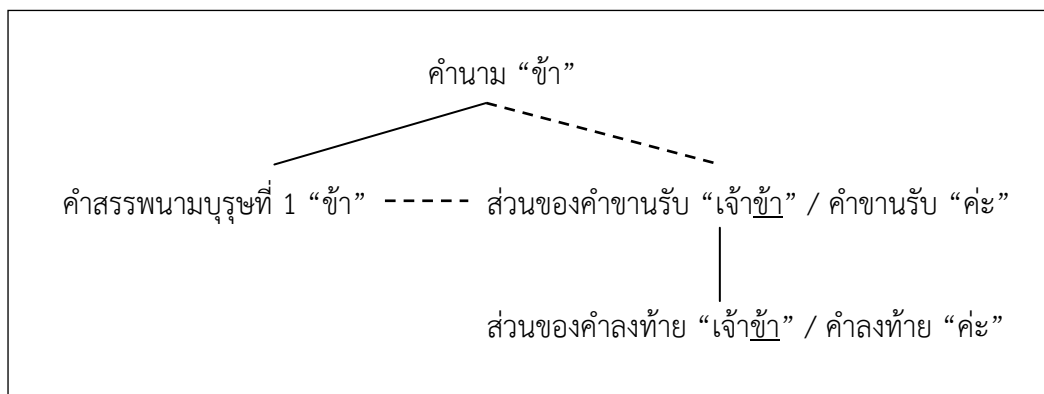 คำนาม “ข้า”
คำสรรพนามบุรุษที่ 1 “ข้า” ส่วนของคำขานรับ “เจ้าข้า” / คำขานรับ “ค่ะ”
ส่วนของคำลงท้าย “เจ้าข้า” / คำลงท้าย “ค่ะ”